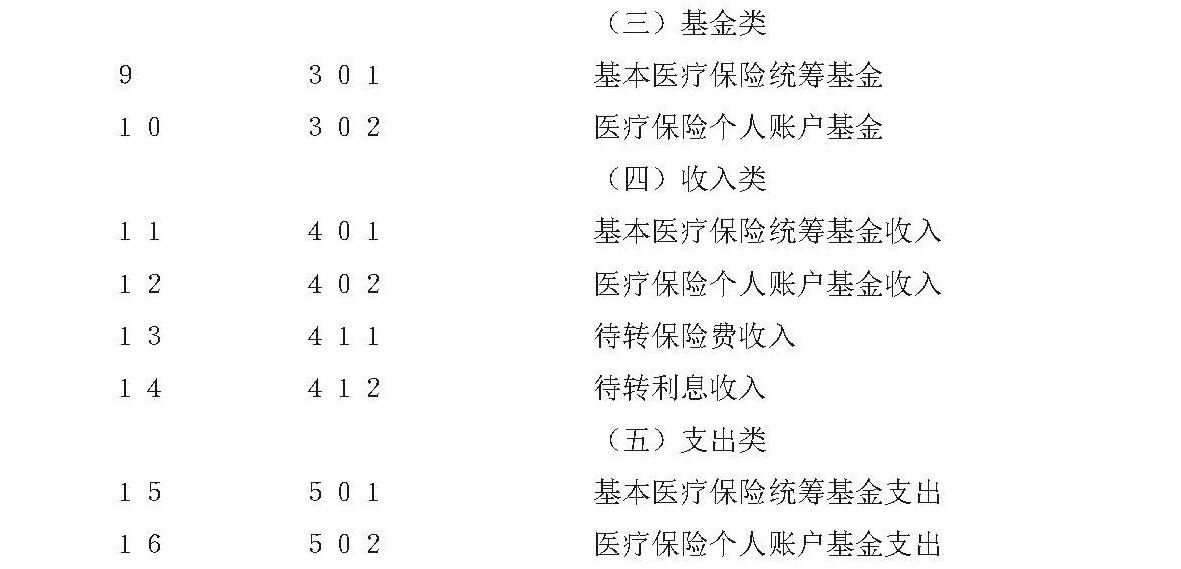 （三）基金类
9 301 基本医疗保险统筹基金
10 302 医疗保险个人账户基金
（四）收入类
11 401 基本医疗保险统筹基金收入
12 402 医疗保险个人账户基金收入
13 411 待转保险费收入
14 412 待转利息收入
（五）支出类
15 501 基本医疗保险统筹基金支出
16 502 医疗保险个人账户基金支出